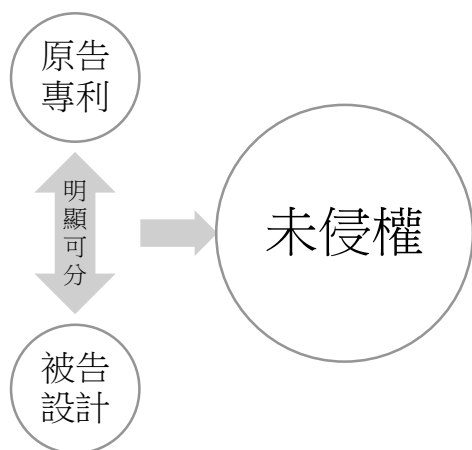 原告
專利
明
顯
可
分
未侵權
被告
設計